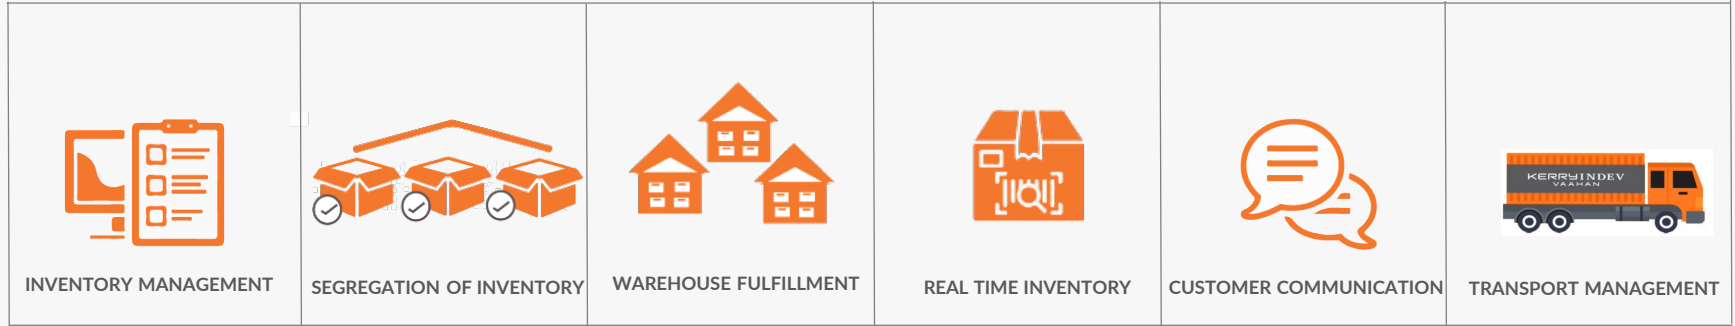 KERRYINDEV
VAAHAN
INVENTORY MANAGEMENT
SEGREGATION OF INVENTORY
WAREHOUSE FULFILLMENT
REAL TIME INVENTORY
CUSTOMER COMMUNICATION
TRANSPORT MANAGEMENT